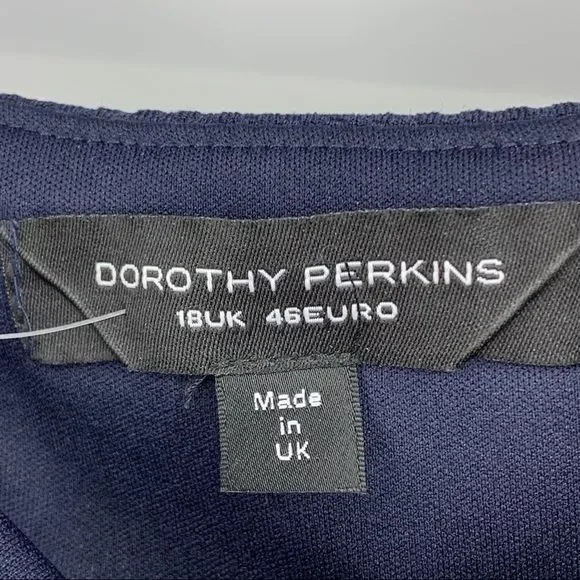 DOROTHY PERKINS
18UK 46EURO
Made
in
UK